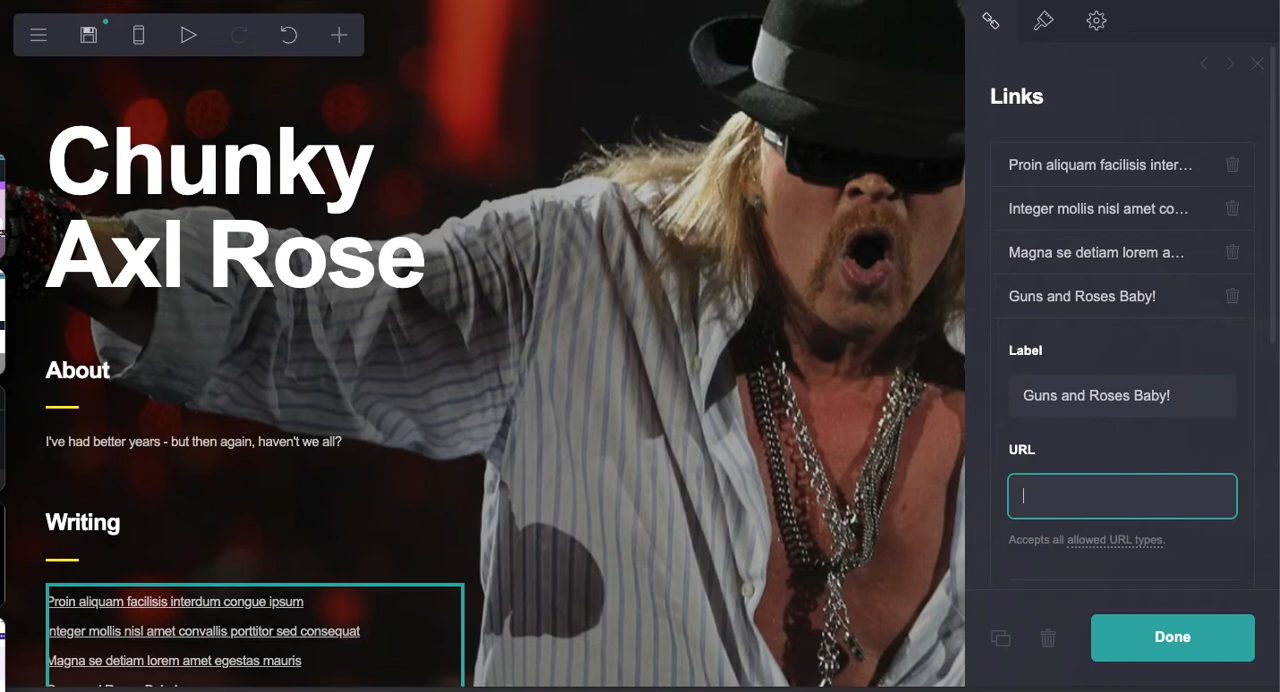 Chunky
Axl Rose
About
I've had better years - but then again, haven't we all?
Writing
Proin aliquam facilisis interdum congue ipsum
Integer mollis nisl amet convallis porttitor sed consequat
Magna se detiam lorem amet egestas mauris
Links
Proin aliquam facilisis inter...
Integer mollis nisl amet co...
Magna se detiam lorem a...
Guns and Roses Baby!
Label
Guns and Roses Baby!
URL
Accepts all allowed URL types.
Done